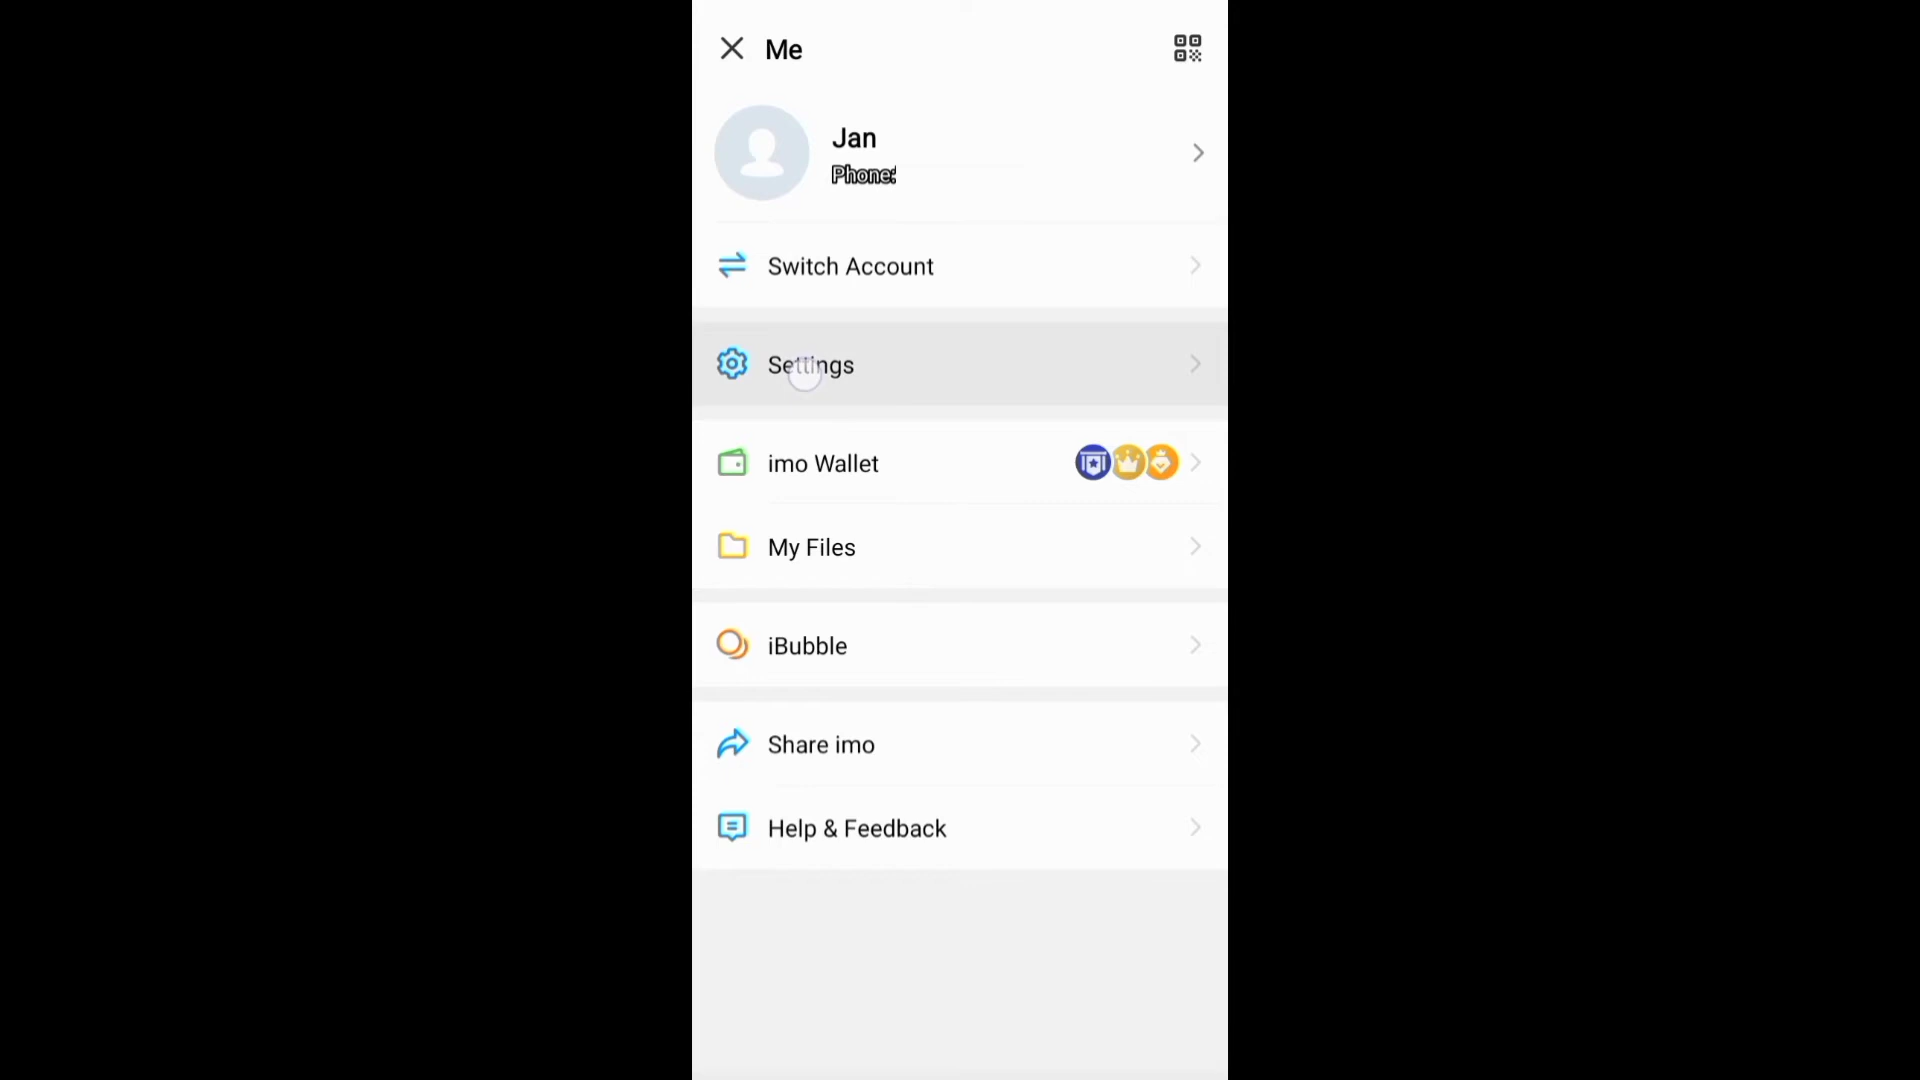 Me
Jan
Phone:
Switch Account
Settings
imo Wallet
My Files
iBubble
Share imo
Help & Feedback